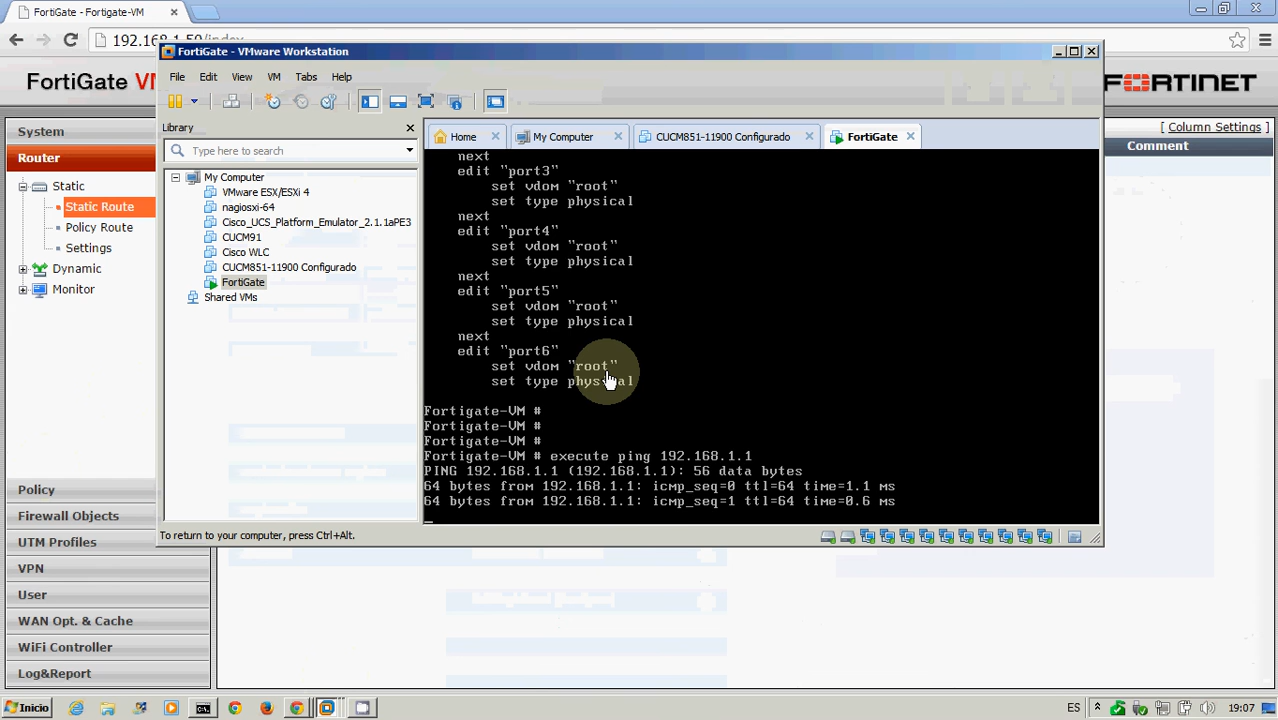 FortiGate - Fortigate-VM
FortiGate - VMware Workstation
FortiGate
FORTINET
File Edit View VM Tabs Help
Library
Type here to search
My Computer
VMware ESX/ESXi 4
nagiosxi-64
Cisco_UCS_Platform_Emulator_2.1.1aPE3
CUCM91
Cisco WLC
CUCM851-11900 Configurado
FortiGate
Shared VMs
Home
My Computer
CUCM851-11900 Configurado
FortiGate
next
edit "port3"
set vdom "root"
set type physical
next
edit "port4"
set vdom "root"
set type physical
next
edit "port5"
set vdom "root"
set type physical
next
edit "port6"
set vdom "root"
set type physical
Fortigate-VM #
Fortigate-VM #
Fortigate-VM #
Fortigate-VM # execute ping 192.168.1.1
PING 192.168.1.1 (192.168.1.1): 56 data bytes
64 bytes from 192.168.1.1: icmp_seq=0 ttl=64 time=1.1 ms
64 bytes from 192.168.1.1: icmp_seq=1 ttl=64 time=0.6 ms
To return to your computer, press Ctrl+Alt.
System
Router
Static
Static Route
Policy Route
Settings
Dynamic
Monitor
Policy
Firewall Objects
UTM Profiles
VPN
User
WAN Opt. & Cache
WiFi Controller
Log&Report
[ Column Settings ]
Comment
Inicio
ES
19:07